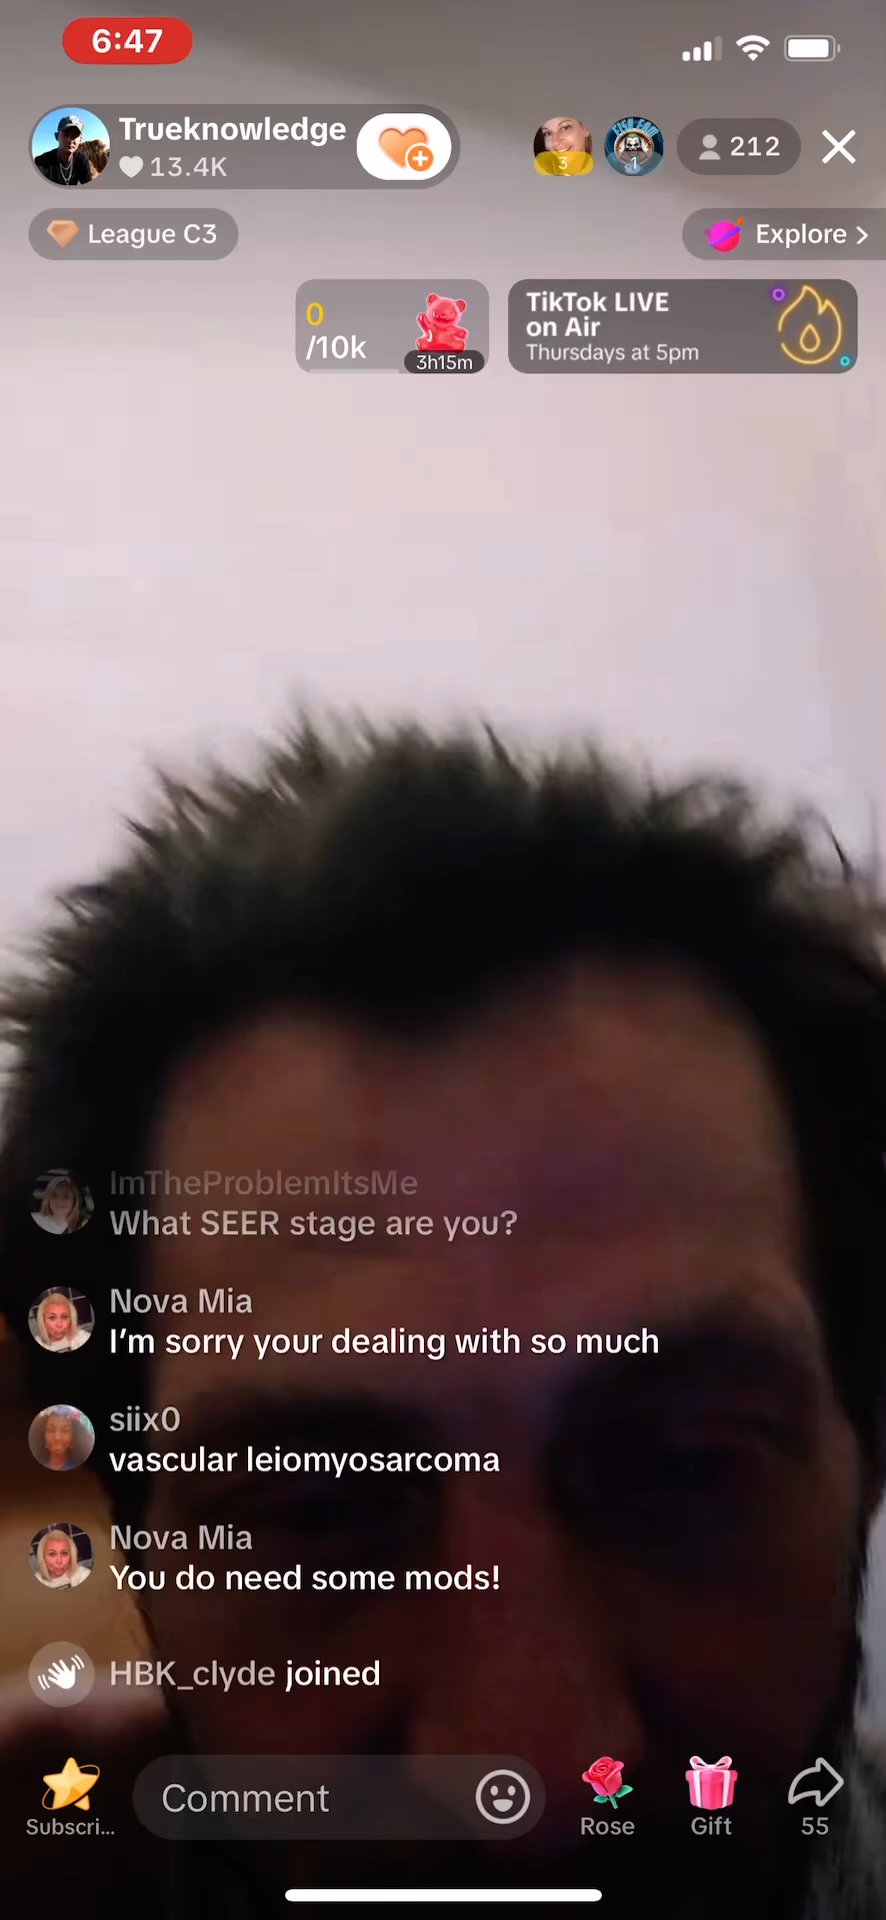 6:47
Trueknowledge
13.4K
3
1
212
League C3
Explore >
0
/10k
3h15m
TikTok LIVE
on Air
Thursdays at 5pm
ImTheProblemItsMe
What SEER stage are you?
Nova Mia
I'm sorry your dealing with so much
siix0
vascular leiomyosarcoma
Nova Mia
You do need some mods!
HBK_clyde joined
Subscri...
Comment
Rose
Gift
55